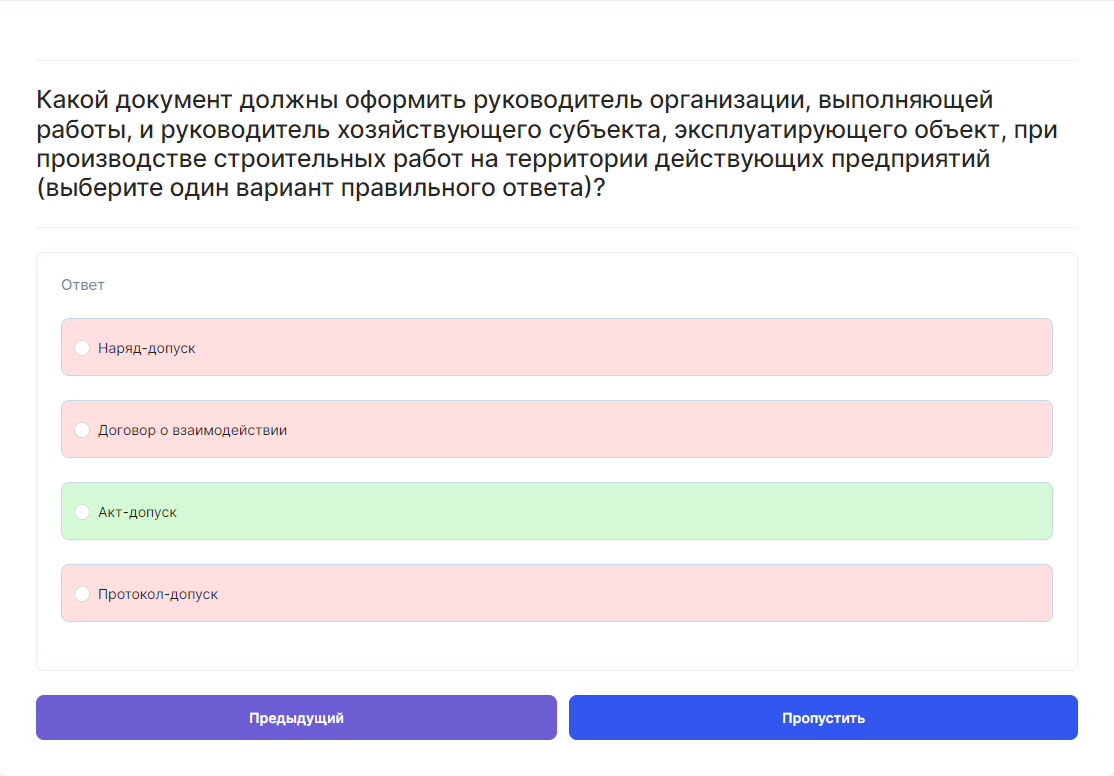 Какой документ должны оформить руководитель организации, выполняющей
работы, и руководитель хозяйствующего субъекта, эксплуатирующего объект, при
производстве строительных работ на территории действующих предприятий
(выберите один вариант правильного ответа)?
Ответ
Наряд-допуск
Договор о взаимодействии
Акт-допуск
Протокол-допуск
Предыдущий
Пропустить